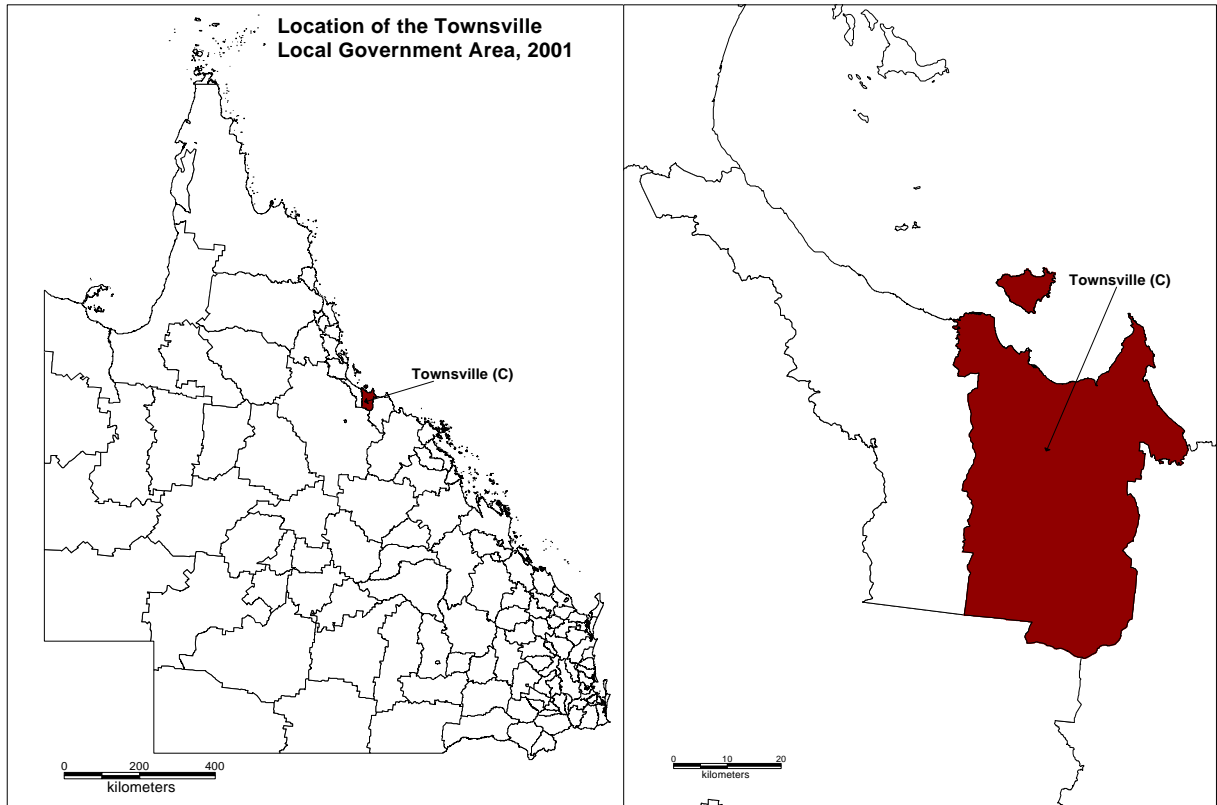 Location of the Townsville
Local Government Area, 2001
Townsville (C)
0 200 400
kilometers
Townsville (C)
0 10 20
kilometers